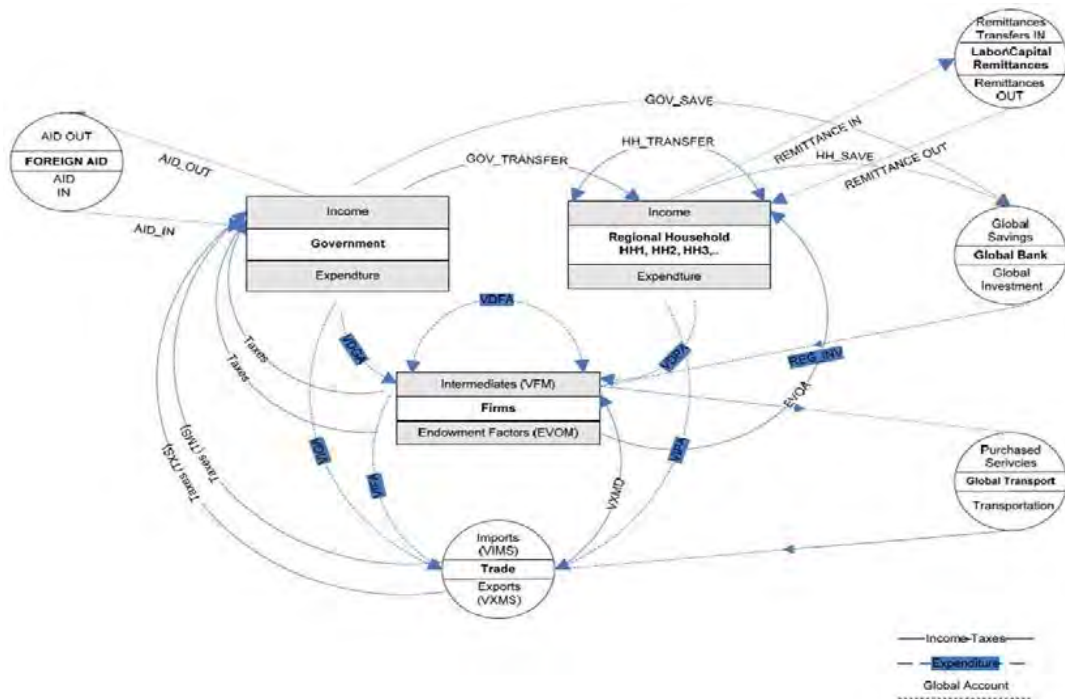 Remittances
Transfers IN
Labor\Capital
Remittances
Remittances
OUT
GOV_SAVE
AID OUT
FOREIGN AID
AID
IN
AID_OUT
GOV_TRANSFER
HH_TRANSFER
REMITTANCE IN
HH_SAVE
REMITTANCE OUT
AID_IN
Income
Government
Expenditure
Income
Regional Household
HH1, HH2, HH3,..
Expenditure
Global
Savings
Global Bank
Global
Investment
VDFA
VDGA
VDPA
REG_INV
EVOA
Taxes
Taxes
Intermediates (VFM)
Firms
Endowment Factors (EVOM)
VIPA
VXMD
Taxes (TMS)
Taxes (TXS)
Purchased
Serivcies
Global Transport
Transportation
Imports
(VIMS)
Trade
Exports
(VXMS)
Income Taxes
Expenditure
Global Account